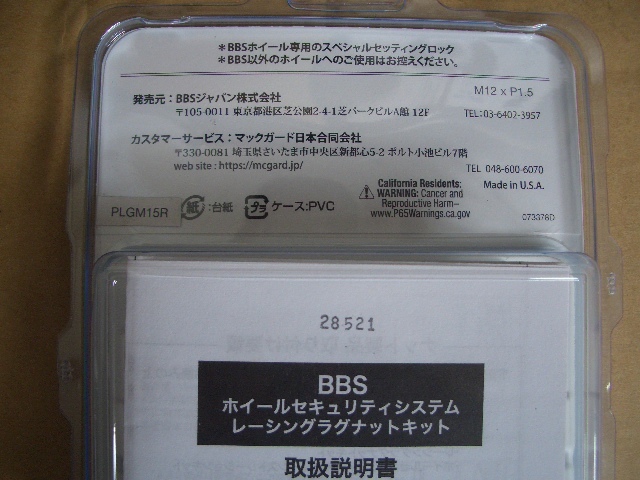 *BBSホイール専用のスペシャルセッティングロック
*BBS以外のホイールへのご使用はお控えください。
M12 x P1.5
発売元：BBSジャパン株式会社
〒105-0011 東京都港区芝公園2-4-1芝パークビルA館 12F
TEL:03-6402-3957
カスタマーサービス：マックガード日本合同会社
〒330-0081 埼玉県さいたま市中央区新都心5-2 ポルト小池ビル7階
web site : https://mcgard.jp/
TEL 048-600-6070
California Residents:
WARNING: Cancer and
Reproductive Harm–
www.P65Warnings.ca.gov
Made in U.S.A.
PLGM15R
紙：台紙
プラ ケース:PVC
073378D
28521
BBS
ホイールセキュリティシステム
レーシングラグナットキット
取扱説明書